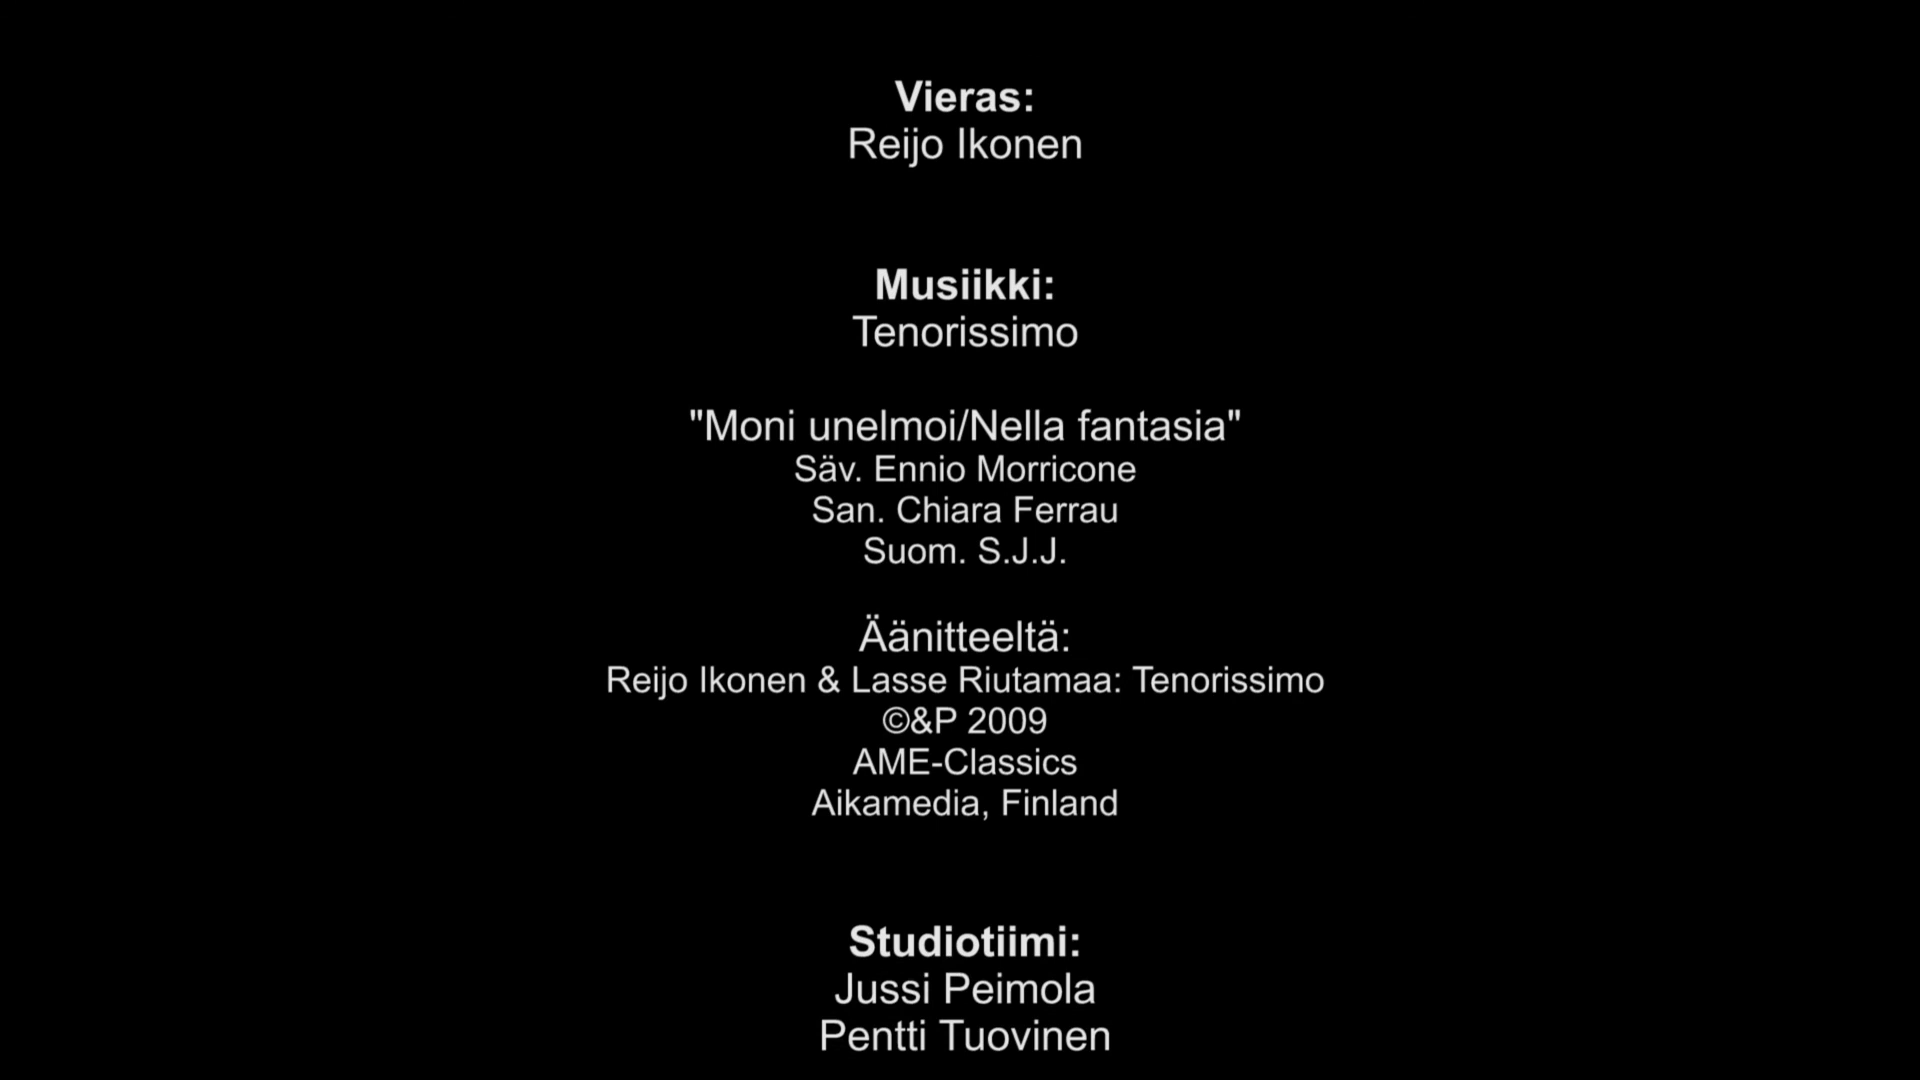 Vieras:
Reijo Ikonen
Musiikki:
Tenorissimo
"Moni unelmoi/Nella fantasia"
Säv. Ennio Morricone
San. Chiara Ferrau
Suom. S.J.J.
Äänitteeltä:
Reijo Ikonen & Lasse Riutamaa: Tenorissimo
©&P 2009
AME-Classics
Aikamedia, Finland
Studiotiimi:
Jussi Peimola
Pentti Tuovinen